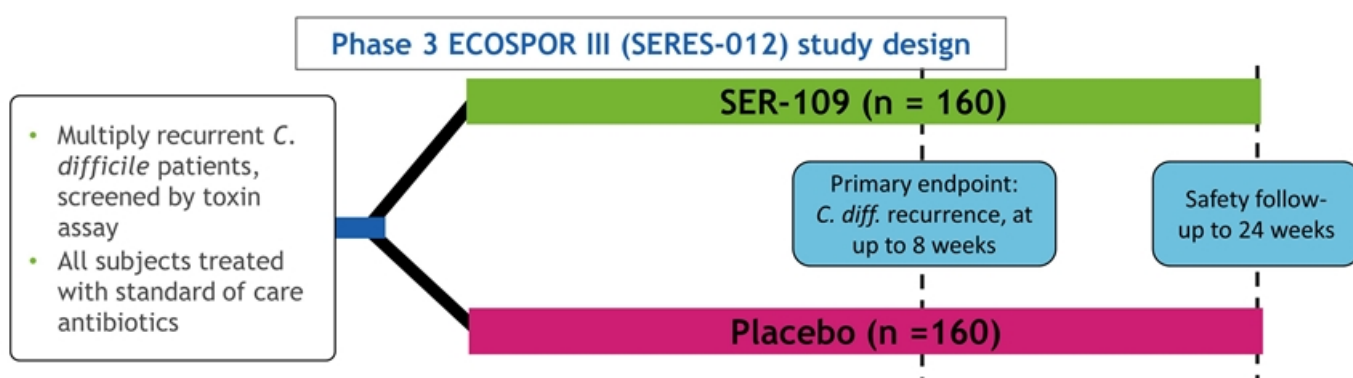 Phase 3 ECOSPOR III (SERES-012) study design
SER-109 (n = 160)
• Multiply recurrent C.
difficile patients,
screened by toxin
assay
• All subjects treated
with standard of care
antibiotics
Primary endpoint:
C. diff. recurrence, at
up to 8 weeks
Safety follow-
up to 24 weeks
Placebo (n =160)